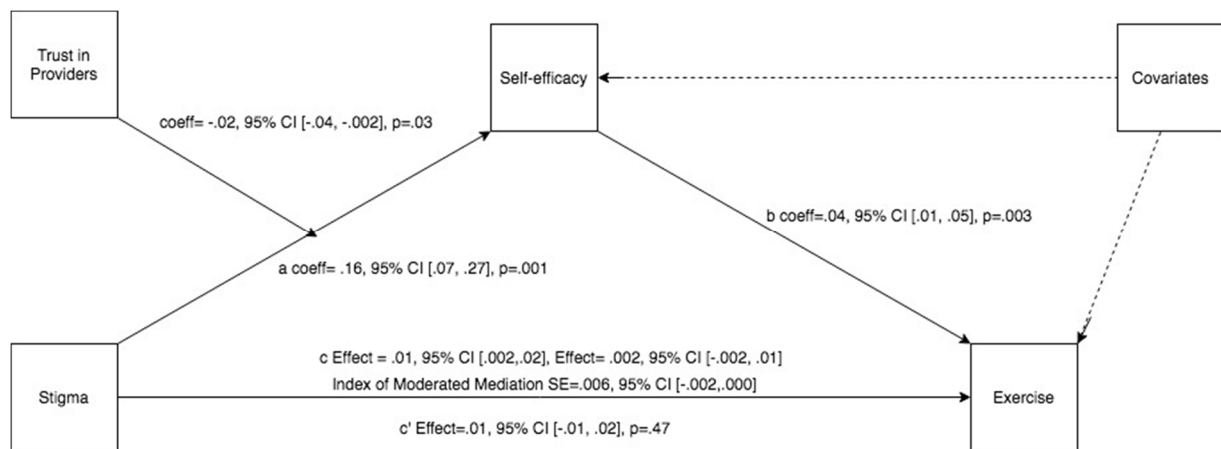 Trust in
Providers
Self-efficacy
Covariates
coeff= -.02, 95% CI [-.04, -.002], p=.03
b coeff=.04, 95% CI [.01, .05], p=.003
a coeff= .16, 95% CI [.07, .27], p=.001
c Effect = .01, 95% CI [.002,.02], Effect= .002, 95% CI [-.002, .01]
Index of Moderated Mediation SE=.006, 95% CI [-.002,.000]
Stigma
Exercise
c' Effect=.01, 95% CI [-.01, .02], p=.47